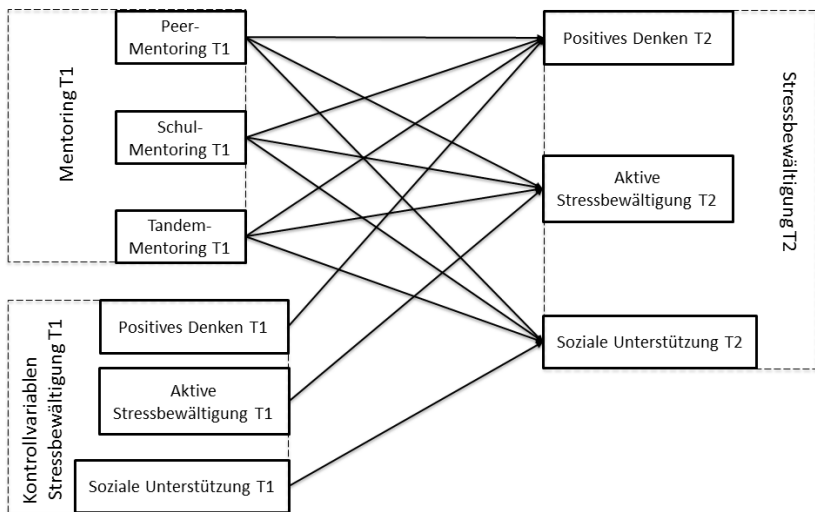 Mentoring T1
Peer-
Mentoring T1
Schul-
Mentoring T1
Tandem-
Mentoring T1
Kontrollvariablen
Stressbewältigung T1
Positives Denken T1
Aktive
Stressbewältigung T1
Soziale Unterstützung T1
Positives Denken T2
Aktive
Stressbewältigung T2
Soziale Unterstützung T2
Stressbewältigung T2